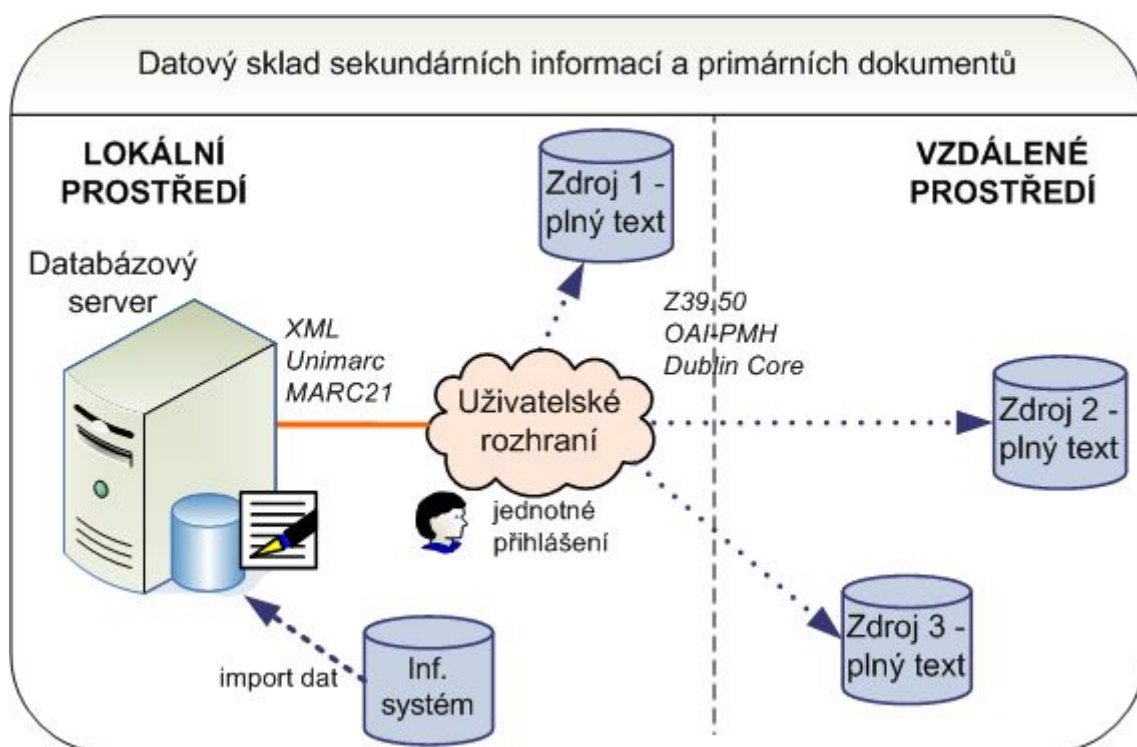 Datový sklad sekundárních informací a primárních dokumentů
LOKÁLNÍ
PROSTŘEDÍ
VZDÁLENÉ
PROSTŘEDÍ
Zdroj 1 -
plný text
Databázový
server
XML
Unimarc
MARC21
Z39.50
OAI-PMH
Dublin Core
Uživatelské
rozhraní
Zdroj 2 -
plný text
jednotné
přihlášení
Zdroj 3 -
plný text
import dat
Inf.
systém